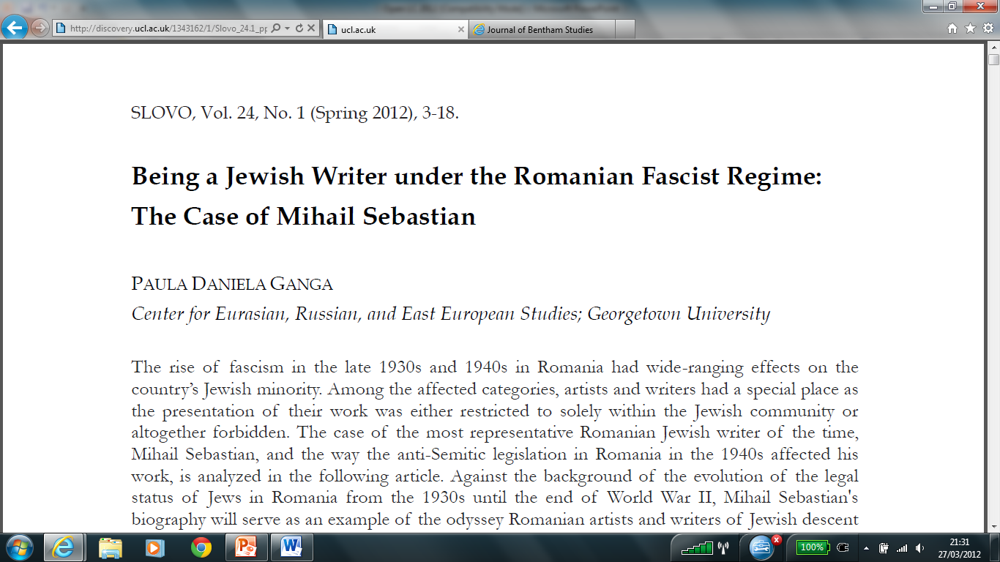 http://discovery.ucl.ac.uk/1343162/1/Slovo_24.1_pp
ucl.ac.uk
Journal of Bentham Studies
SLOVO, Vol. 24, No. 1 (Spring 2012), 3-18.
Being a Jewish Writer under the Romanian Fascist Regime:
The Case of Mihail Sebastian
PAULA DANIELA GANGA
Center for Eurasian, Russian, and East European Studies; Georgetown University
The rise of fascism in the late 1930s and 1940s in Romania had wide-ranging effects on the
country’s Jewish minority. Among the affected categories, artists and writers had a special place as
the presentation of their work was either restricted to solely within the Jewish community or
altogether forbidden. The case of the most representative Romanian Jewish writer of the time,
Mihail Sebastian, and the way the anti-Semitic legislation in Romania in the 1940s affected his
work, is analyzed in the following article. Against the background of the evolution of the legal
status of Jews in Romania from the 1930s until the end of World War II, Mihail Sebastian's
biography will serve as an example of the odyssey Romanian artists and writers of Jewish descent
100%
21:31
27/03/2012